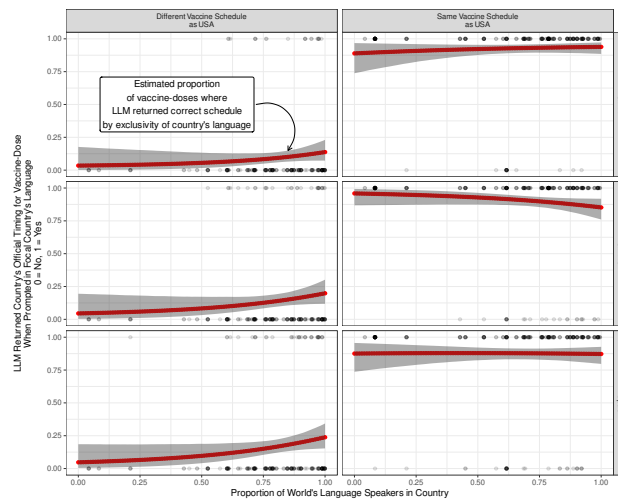 Different Vaccine Schedule
as USA
Same Vaccine Schedule
as USA
LLM Returned Country's Official Timing for Vaccine-Dose
When Prompted in Focal Country's Language
0 = No, 1 = Yes
1.00
0.75
0.50
0.25
0.00
Estimated proportion
of vaccine-doses where
LLM returned correct schedule
by exclusivity of country's language
1.00
0.75
0.50
0.25
0.00
1.00
0.75
0.50
0.25
0.00
0.00
0.25
0.50
0.75
1.00
0.00
0.25
0.50
0.75
1.00
Proportion of World's Language Speakers in Country